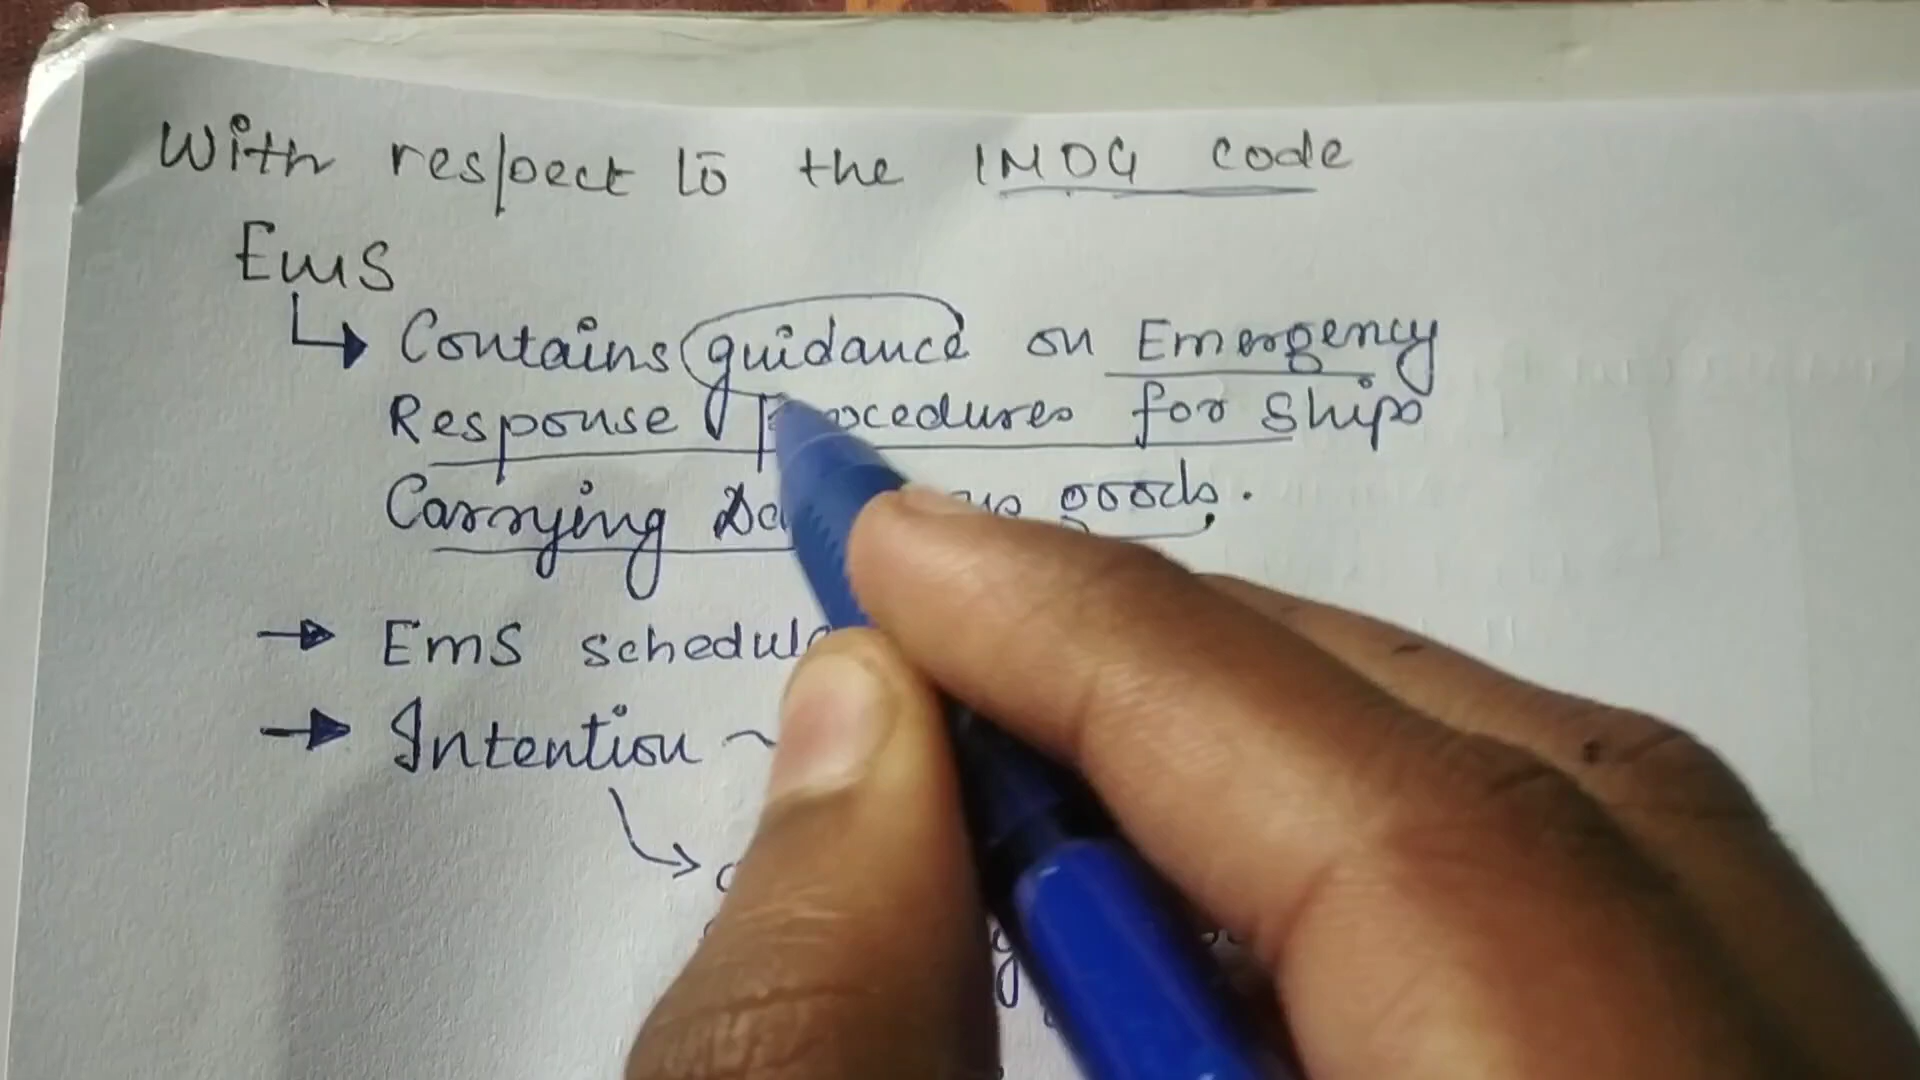 With respect to the IMDG code
EmS
Contains guidance on Emergency
Response procedures for ships
Carrying goods.
EmS
Intention ~